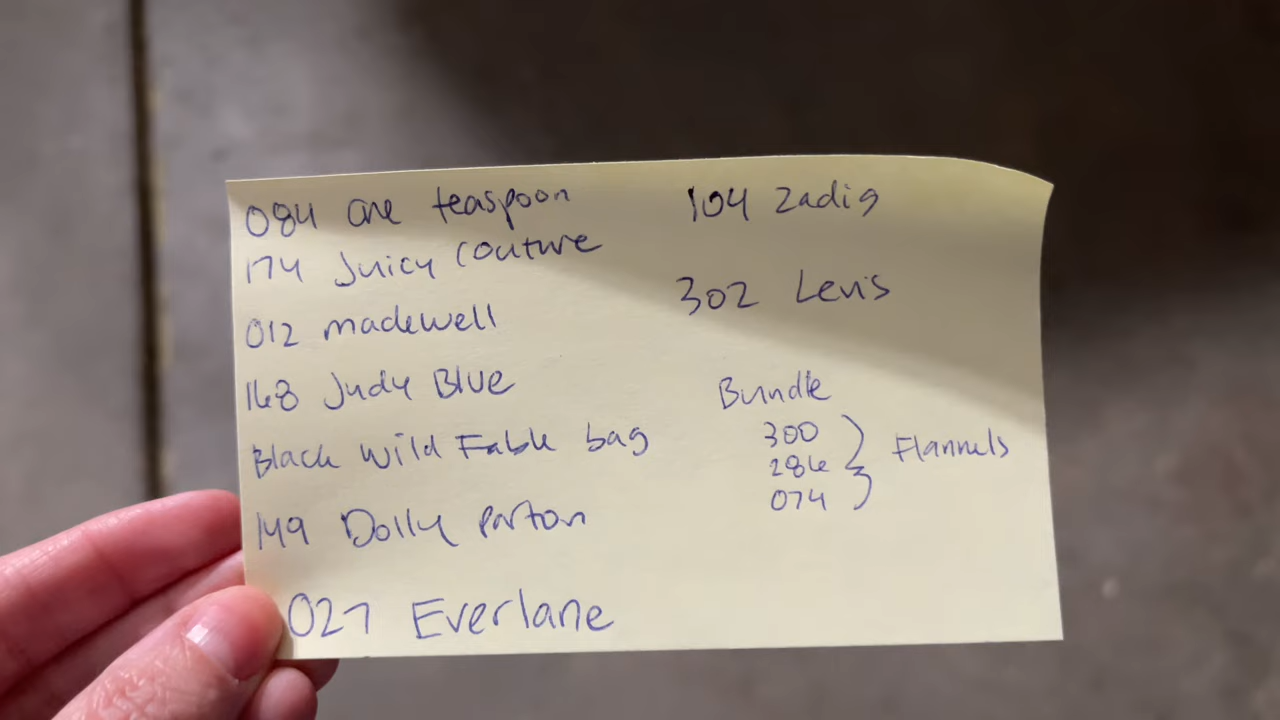 084 one teaspoon
174 Juicy Couture
012 madewell
168 Judy Blue
Black Wild Fable bag
149 Dolly parton
027 Everlane
104 Zadig
302 Levis
Bundle
300
286
074
Flannels